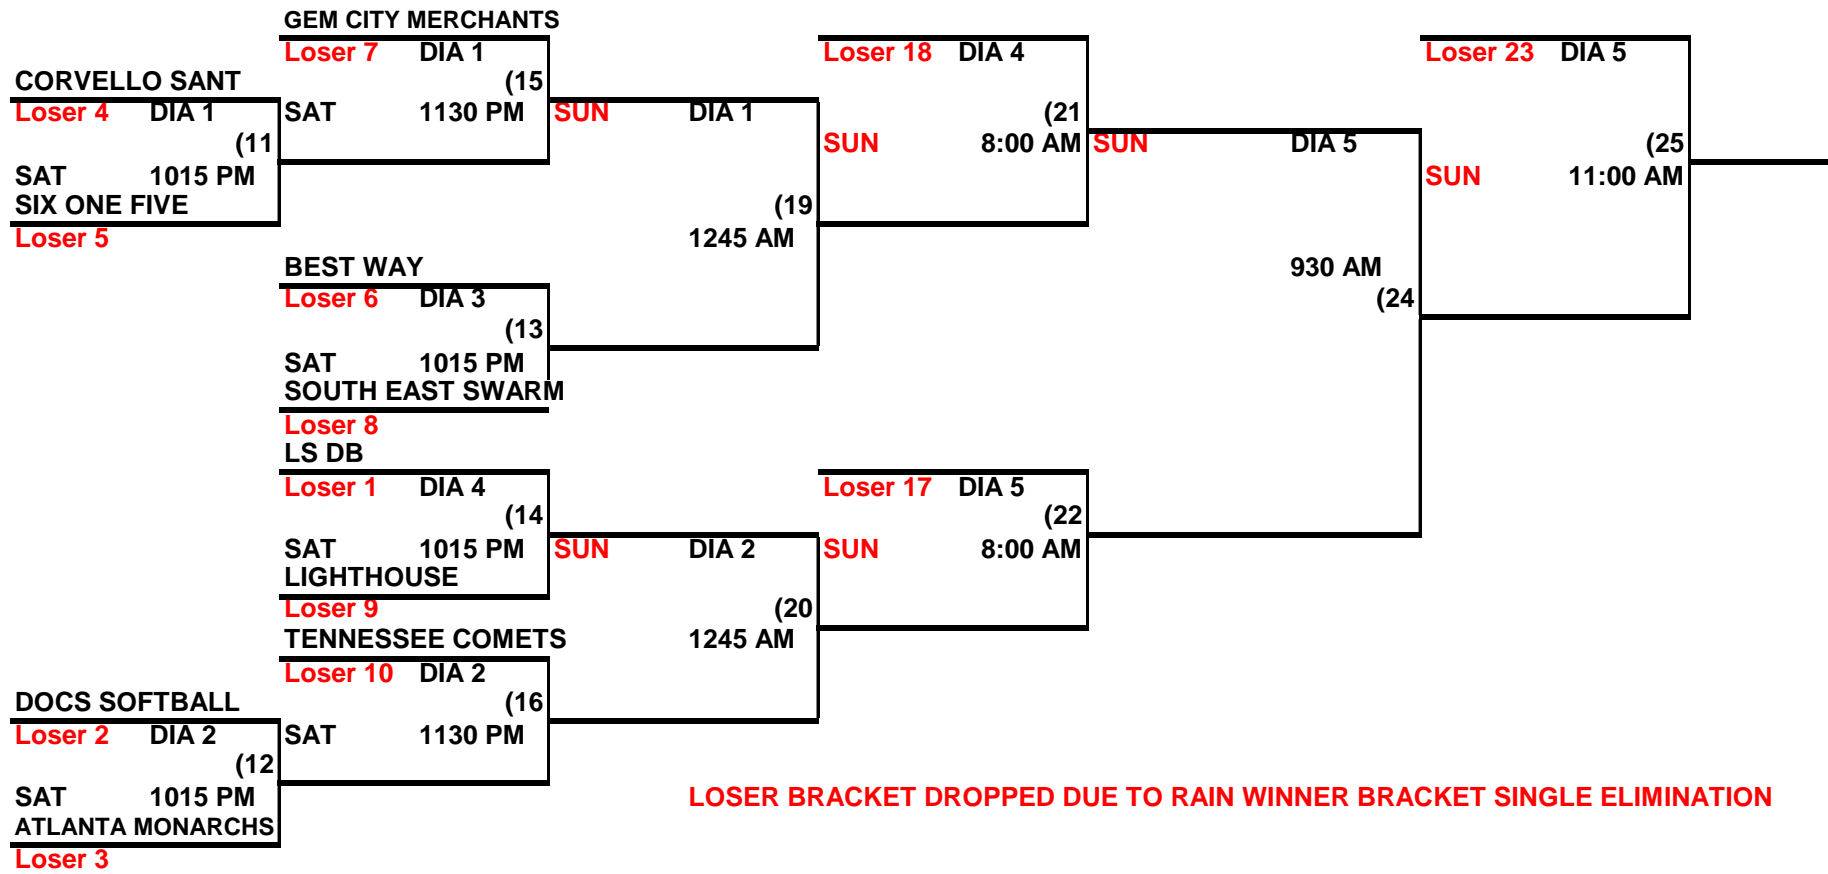 GEM CITY MERCHANTS
Loser 7 DIA 1 Loser 18 DIA 4 Loser 23 DIA 5
CORVELLO SANT (15
Loser 4 DIA 1 SAT 1130 PM SUN DIA 1 (21
(11 SUN 8:00 AM SUN DIA 5 (25
SAT 1015 PM SUN 11:00 AM
SIX ONE FIVE (19
Loser 5 1245 AM
BEST WAY 930 AM
Loser 6 DIA 3 (24
(13
SAT 1015 PM
SOUTH EAST SWARM
Loser 8
LS DB
Loser 1 DIA 4 Loser 17 DIA 5
(14 (22
SAT 1015 PM SUN DIA 2 SUN 8:00 AM
LIGHTHOUSE
Loser 9 (20
TENNESSEE COMETS 1245 AM
Loser 10 DIA 2
DOCS SOFTBALL (16
Loser 2 DIA 2 SAT 1130 PM
(12
SAT 1015 PM LOSER BRACKET DROPPED DUE TO RAIN WINNER BRACKET SINGLE ELIMINATION
ATLANTA MONARCHS
Loser 3